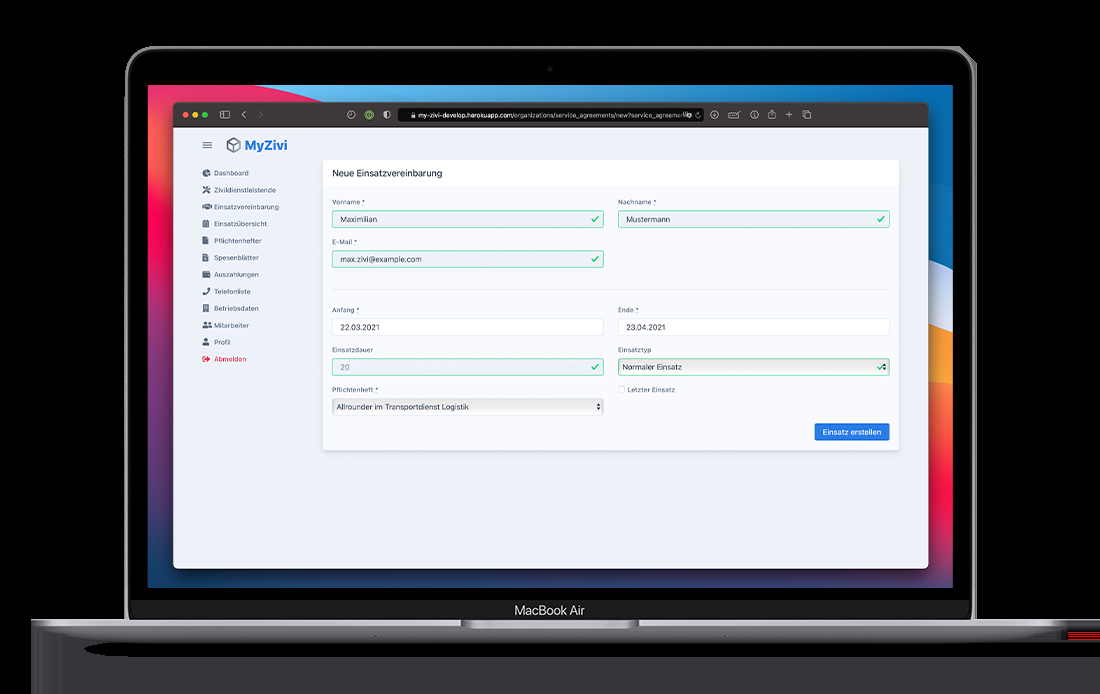 my-zivi-develop.herokuapp.com/organizations/service_agreements/new?service_agreemen
MyZivi
Dashboard
Zivildienstleistende
Einsatzvereinbarung
Einsatzübersicht
Pflichtenhefter
Spesenblätter
Auszahlungen
Telefonliste
Betriebsdaten
Mitarbeiter
Profil
Abmelden
Neue Einsatzvereinbarung
Vorname * Nachname *
Maximilian Mustermann
E-Mail *
max.zivi@example.com
Anfang * Ende *
22.03.2021 23.04.2021
Einsatzdauer Einsatztyp
20 Normaler Einsatz
Pflichtenheft * Letzter Einsatz
Allrounder im Transportdienst Logistik
Einsatz erstellen
MacBook Air